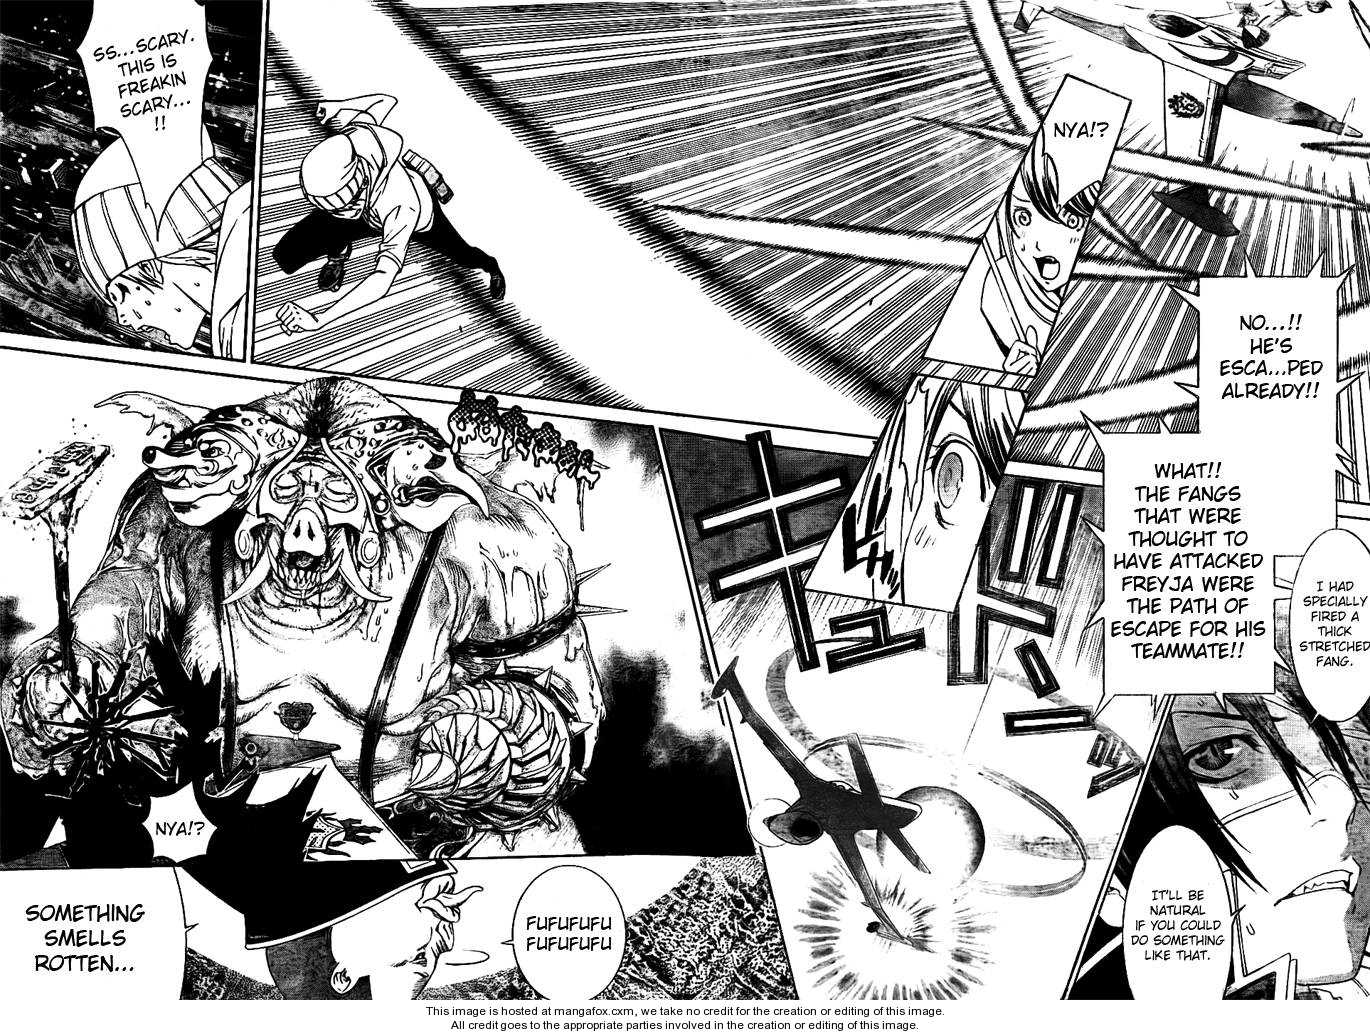 NYA!?
NO...!!
HE'S
ESCA...PED
ALREADY!!
WHAT!!
THE FANGS
THAT WERE
THOUGHT TO
HAVE ATTACKED
FREYJA WERE
THE PATH OF
ESCAPE FOR HIS
TEAMMATE!!
I HAD
SPECIALLY
FIRED A
THICK
STRETCHED
FANG.
IT'LL BE
NATURAL
IF YOU COULD
DO SOMETHING
LIKE THAT.
SS...SCARY.
THIS IS
FREAKIN
SCARY...
!!
キュ
NYA!?
FUFUFUFU
FUFUFUFU
SOMETHING
SMELLS
ROTTEN...
This image is hosted at mangafox.cxm, we take no credit for the creation or editing of this image.
All credit goes to the appropriate parties involved in the creation or editing of this image.